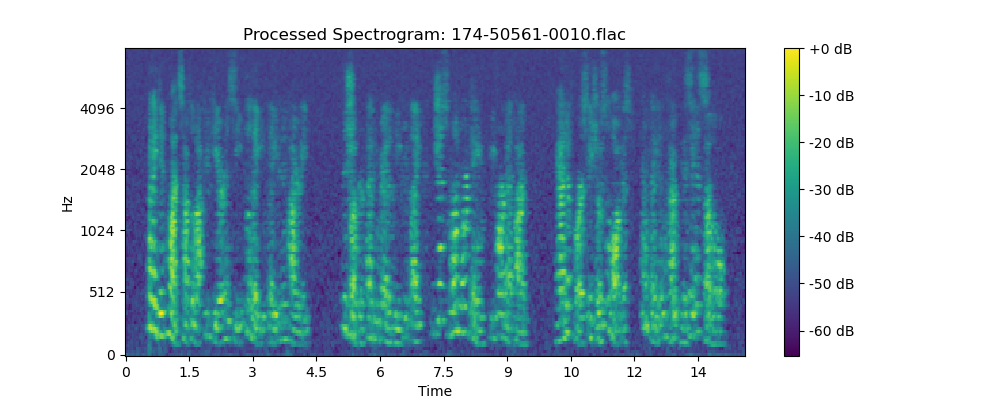 Processed Spectrogram: 174-50561-0010.flac
Hz
4096
2048
1024
512
0
0 1.5 3 4.5 6 7.5 9 10 12 14
Time
+0 dB
-10 dB
-20 dB
-30 dB
-40 dB
-50 dB
-60 dB